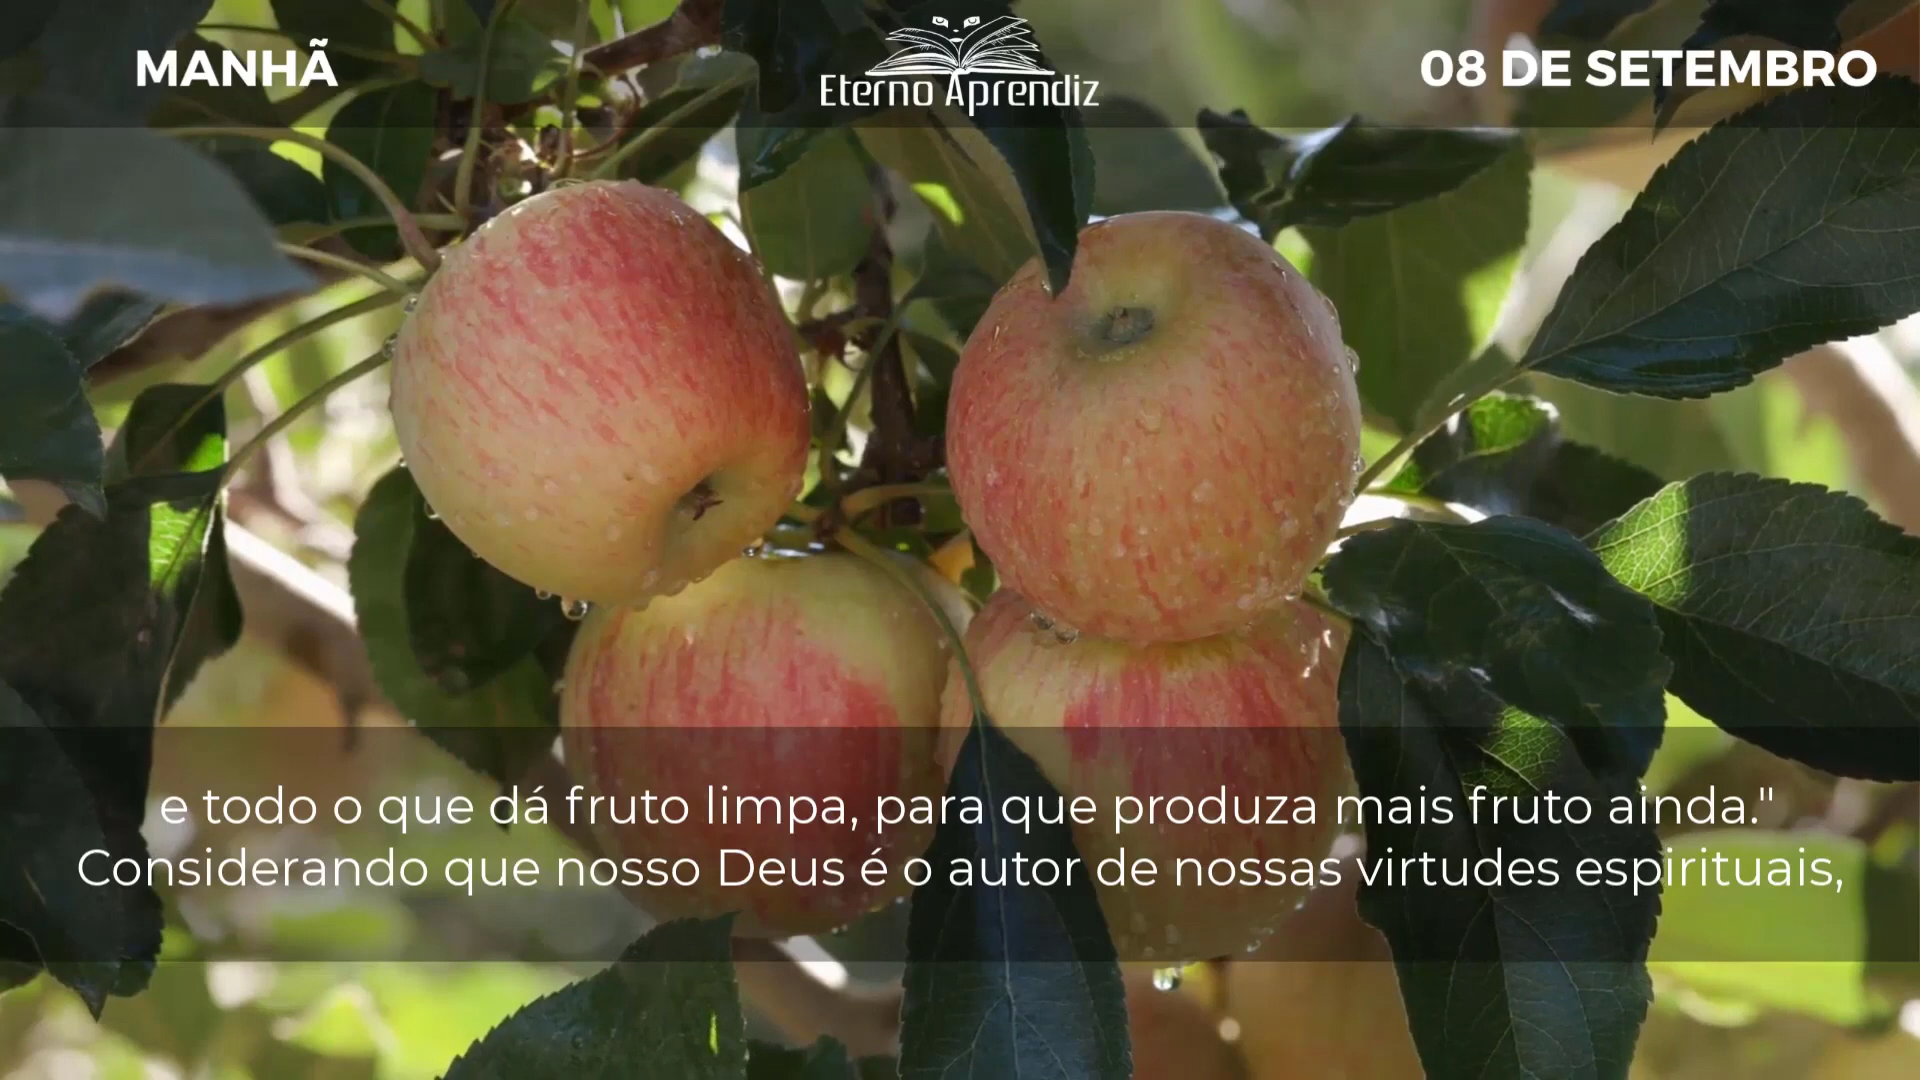 MANHÃ
Eterno Aprendiz
08 DE SETEMBRO
e todo o que dá fruto limpa, para que produza mais fruto ainda."
Considerando que nosso Deus é o autor de nossas virtudes espirituais,